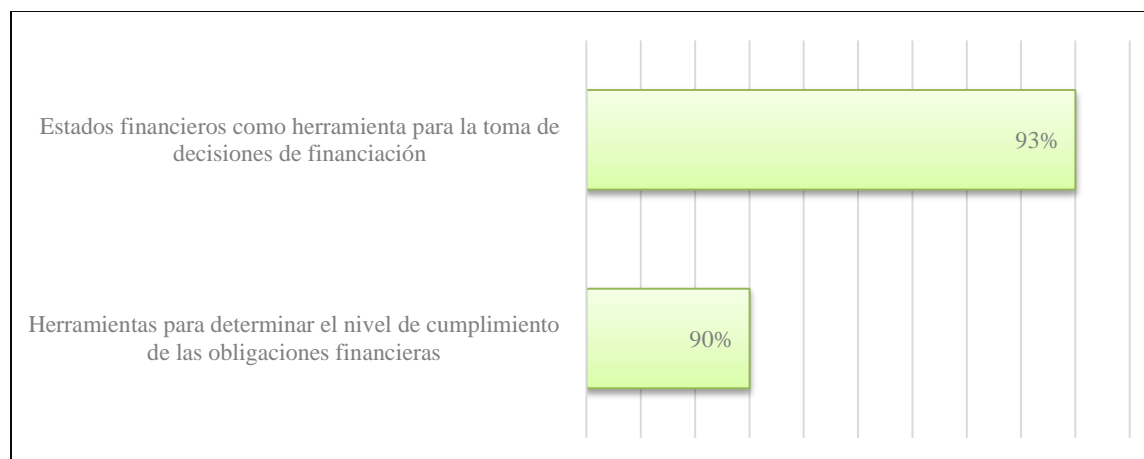 Estados financieros como herramienta para la toma de
decisiones de financiación
93%
Herramientas para determinar el nivel de cumplimiento
de las obligaciones financieras
90%